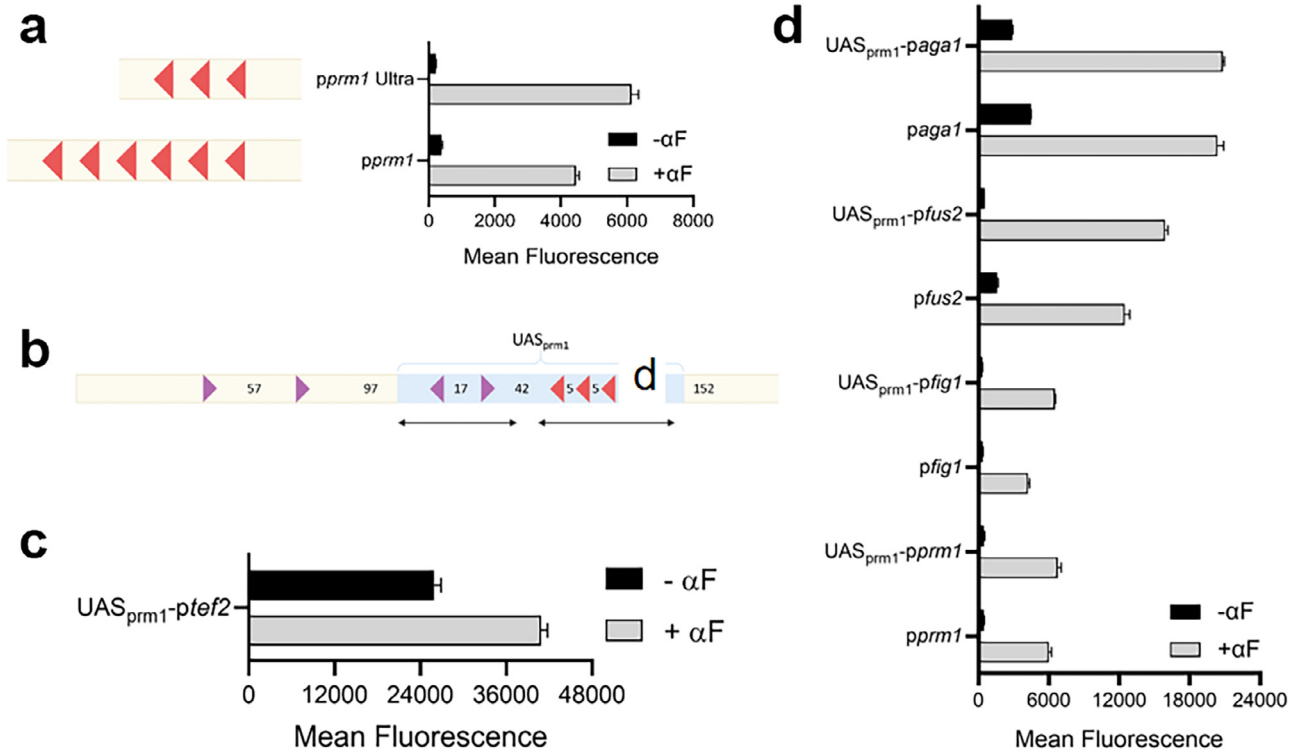 a
pprm1 Ultra
pprm1
-αF
+αF
0 2000 4000 6000 8000
Mean Fluorescence
b
UASprm1
57 97 17 42 5 5 d 152
c
UASprm1-ptef2
- αF
+ αF
0 12000 24000 36000 48000
Mean Fluorescence
d
UASprm1-paga1
paga1
UASprm1-pfus2
pfus2
UASprm1-pfig1
pfig1
UASprm1-pprm1
pprm1
-αF
+αF
0 6000 12000 18000 24000
Mean Fluorescence